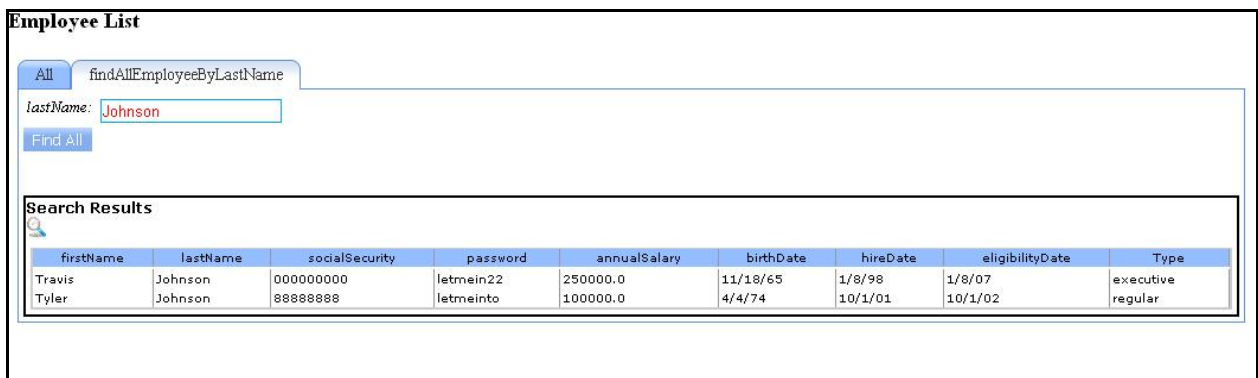 Employee List
All findAllEmployeeByLastName
lastName: Johnson
Find All
Search Results
firstName lastName socialSecurity password annualSalary birthDate hireDate eligibilityDate Type
Travis Johnson 000000000 letmein22 250000.0 11/18/65 1/8/98 1/8/07 executive
Tyler Johnson 88888888 letmeinto 100000.0 4/4/74 10/1/01 10/1/02 regular